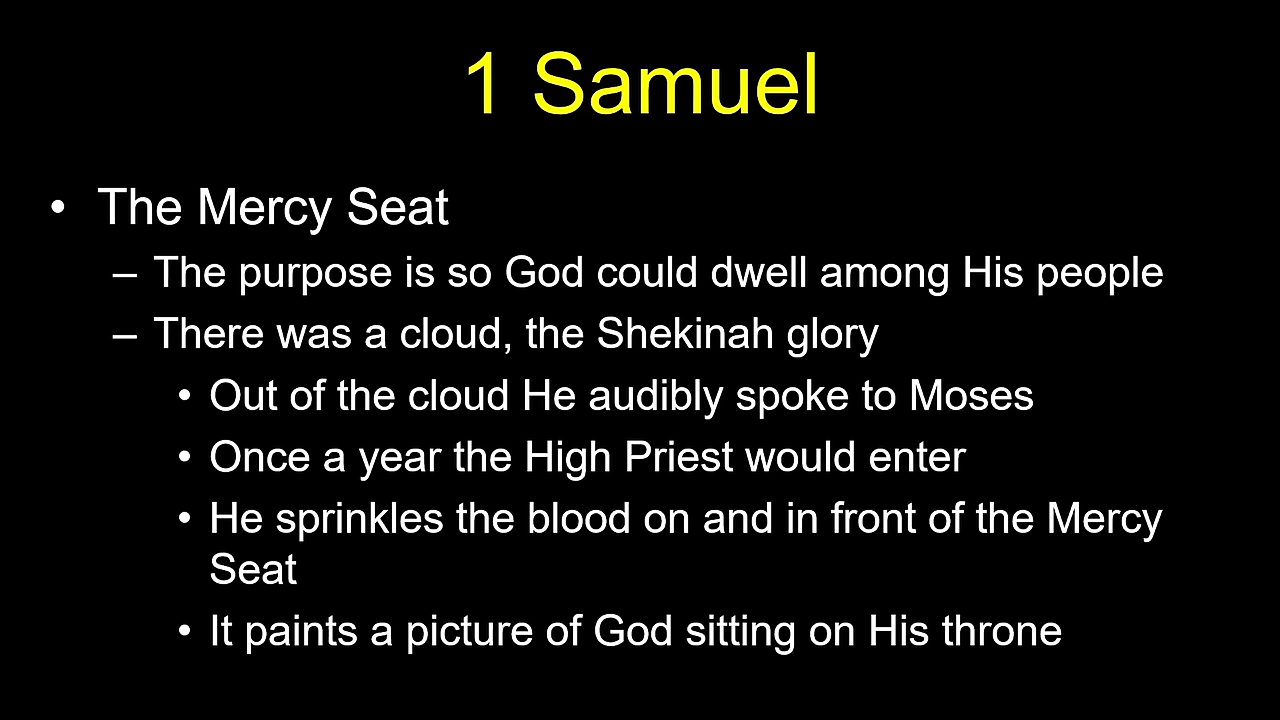 1 Samuel
• The Mercy Seat
– The purpose is so God could dwell among His people
– There was a cloud, the Shekinah glory
• Out of the cloud He audibly spoke to Moses
• Once a year the High Priest would enter
• He sprinkles the blood on and in front of the Mercy
Seat
• It paints a picture of God sitting on His throne